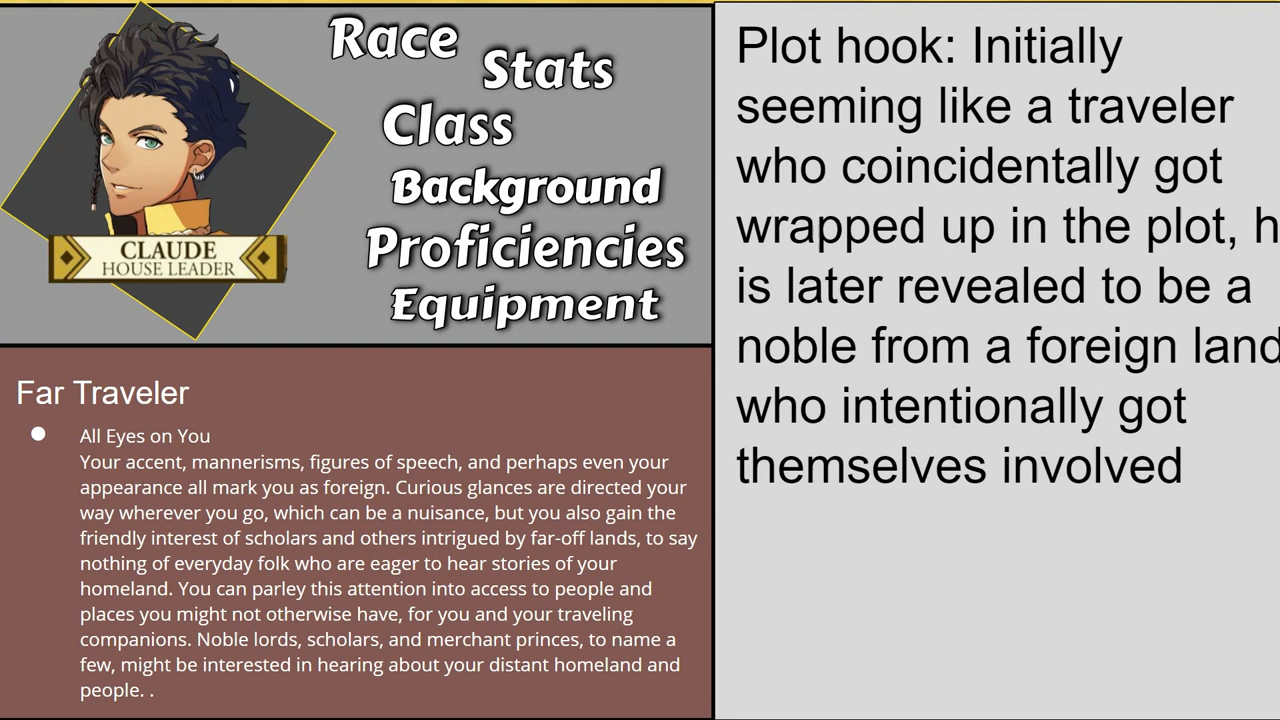 Race
Stats
Class
Background
Proficiencies
Equipment
CLAUDE
HOUSE LEADER
Far Traveler
All Eyes on You
Your accent, mannerisms, figures of speech, and perhaps even your
appearance all mark you as foreign. Curious glances are directed your
way wherever you go, which can be a nuisance, but you also gain the
friendly interest of scholars and others intrigued by far-off lands, to say
nothing of everyday folk who are eager to hear stories of your
homeland. You can parley this attention into access to people and
places you might not otherwise have, for you and your traveling
companions. Noble lords, scholars, and merchant princes, to name a
few, might be interested in hearing about your distant homeland and
people. .
Plot hook: Initially
seeming like a traveler
who coincidentally got
wrapped up in the plot, h
is later revealed to be a
noble from a foreign land
who intentionally got
themselves involved